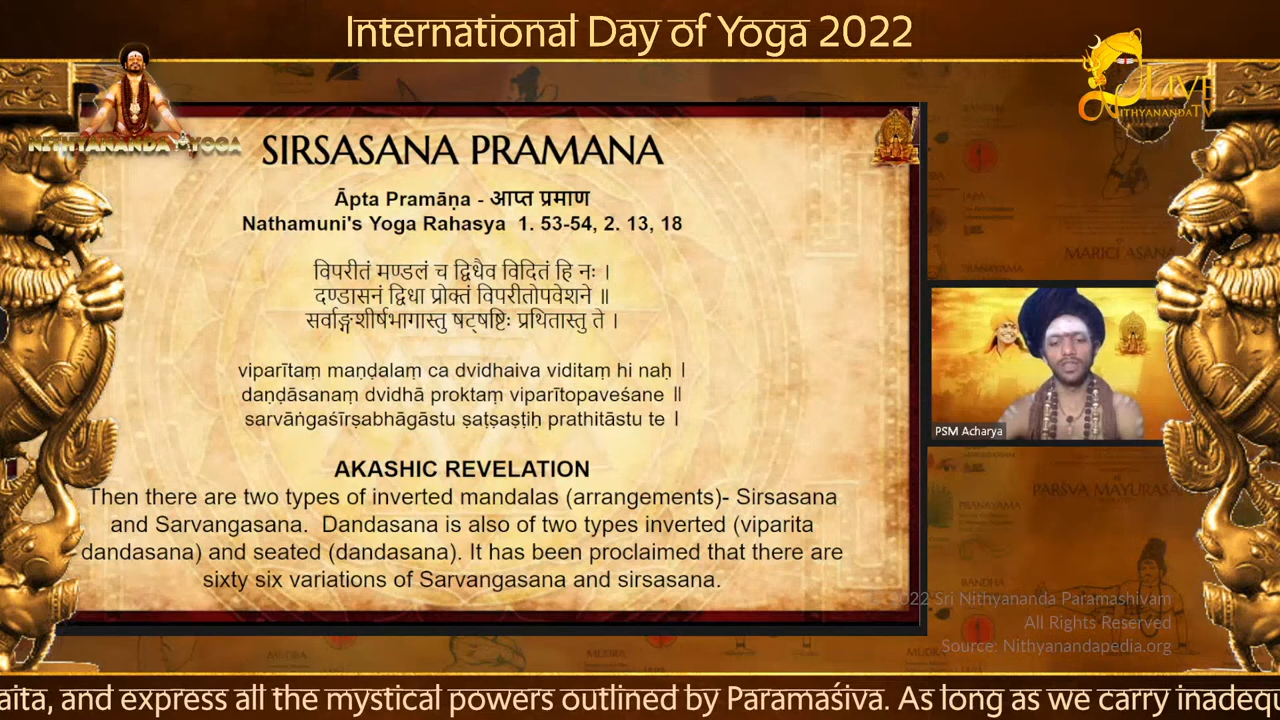 International Day of Yoga 2022
LIVE
NITHYANANDATV
NITHYANANDA YOGA
SIRSASANA PRAMANA
Āpta Pramāṇa - आप्त प्रमाण
Nathamuni's Yoga Rahasya 1. 53-54, 2. 13, 18
विपरीतं मण्डलं च द्विधैव विदितं हि नः ।
दण्डासनं द्विधा प्रोक्तं विपरीतोपवेशने ॥
सर्वाङ्गशीर्षभागास्तु षट्षष्टिः प्रथितास्तु ते ।
viparītaṃ maṇḍalaṃ ca dvidhaiva viditaṃ hi naḥ |
daṇḍāsanaṃ dvidhā proktaṃ viparītopaveśane ||
sarvāṅgaśīrṣabhāgāstu ṣaṭsaṣṭiḥ prathitāstu te |
AKASHIC REVELATION
Then there are two types of inverted mandalas (arrangements)- Sirsasana
and Sarvangasana. Dandasana is also of two types inverted (viparita
dandasana) and seated (dandasana). It has been proclaimed that there are
sixty six variations of Sarvangasana and sirsasana.
MARICI ASANA
PSM Acharya
PRANAYAMA
BANDHA
2022 Sri Nithyananda Paramashivam
All Rights Reserved
Source: Nithyanandapedia.org
aita, and express all the mystical powers outlined by Paramaśiva. As long as we carry inadequ